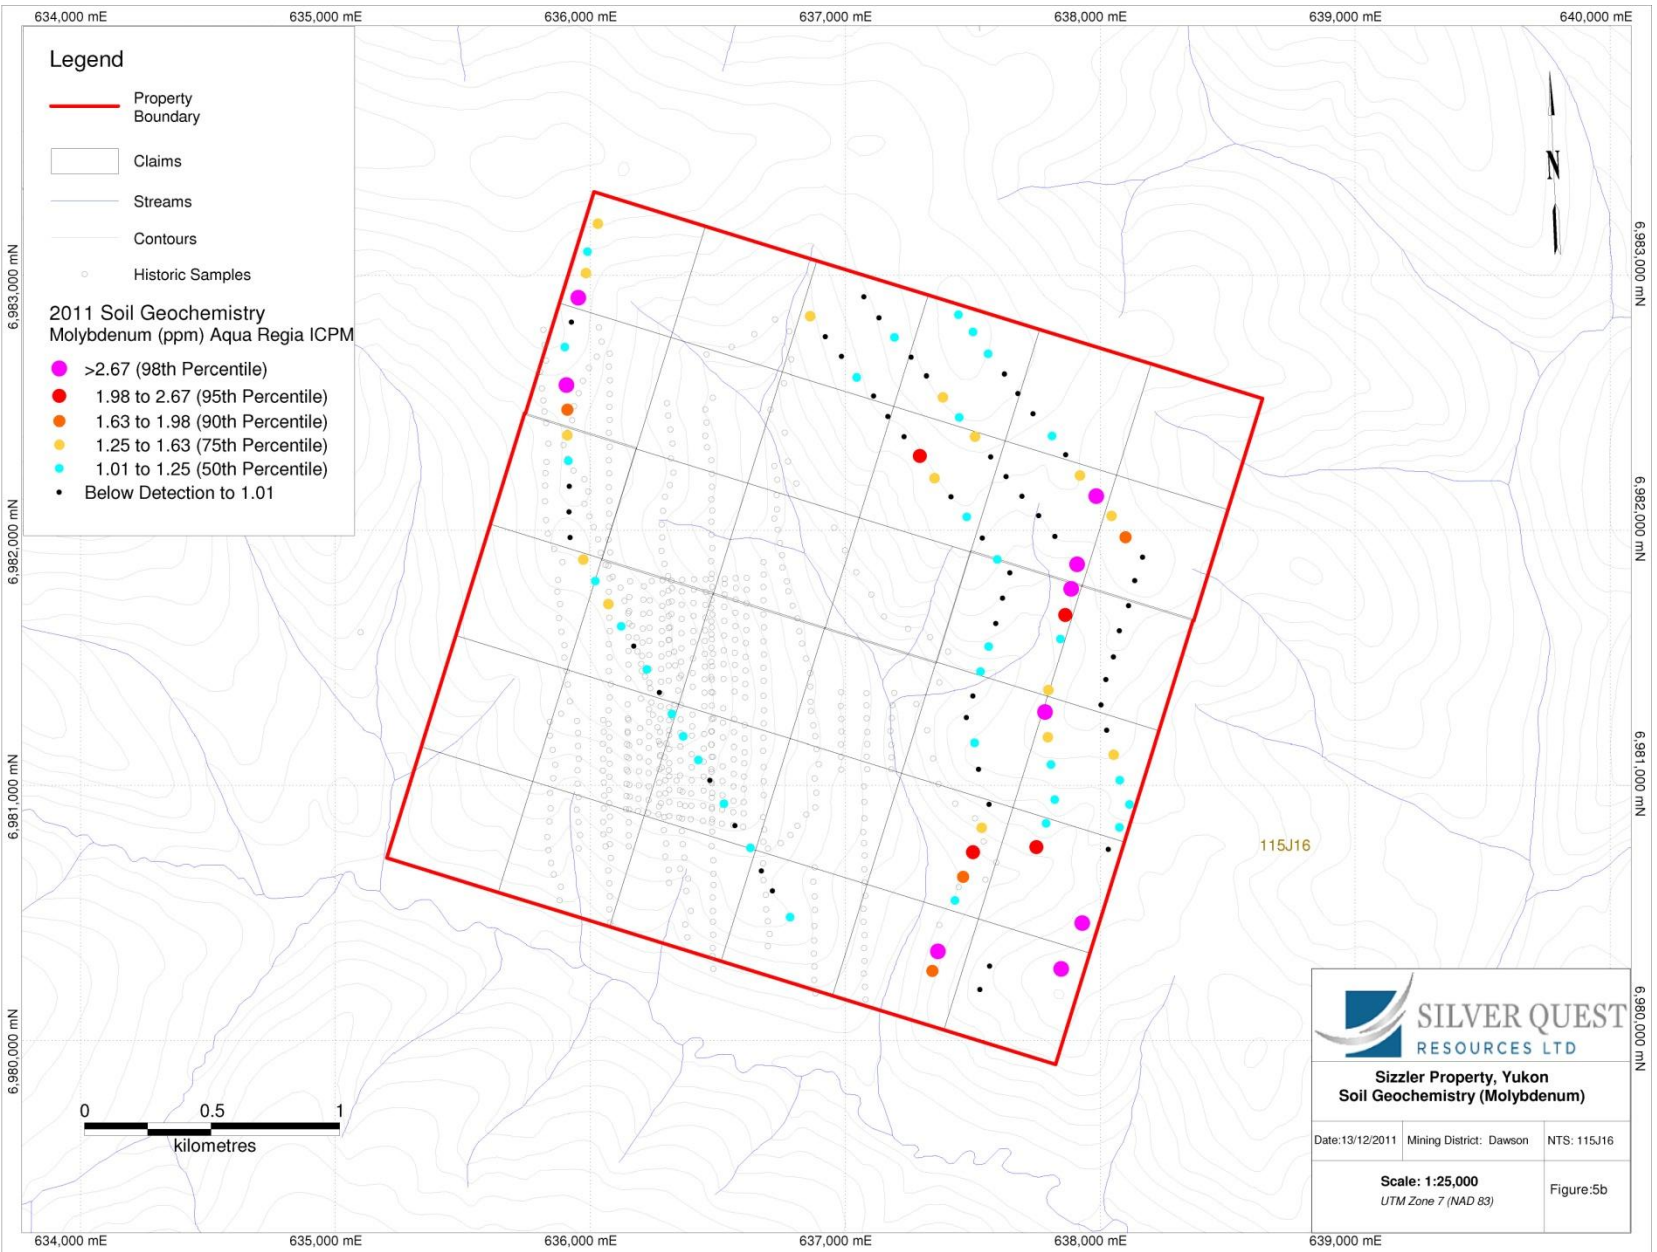 634,000 mE 635,000 mE 636,000 mE 637,000 mE 638,000 mE 639,000 mE 640,000 mE
Legend
Property
Boundary
Claims
Streams
Contours
Historic Samples
2011 Soil Geochemistry
Molybdenum (ppm) Aqua Regia ICPM
>2.67 (98th Percentile)
1.98 to 2.67 (95th Percentile)
1.63 to 1.98 (90th Percentile)
1.25 to 1.63 (75th Percentile)
1.01 to 1.25 (50th Percentile)
Below Detection to 1.01
N
6,983,000 mN
6,982,000 mN
6,981,000 mN
6,980,000 mN
6,983,000 mN
6,982,000 mN
6,981,000 mN
6,980,000 mN
115J16
0 0.5 1
kilometres
SILVER QUEST
RESOURCES LTD
Sizzler Property, Yukon
Soil Geochemistry (Molybdenum)
Date:13/12/2011 Mining District: Dawson NTS: 115J16
Scale: 1:25,000
UTM Zone 7 (NAD 83)
Figure:5b
634,000 mE 635,000 mE 636,000 mE 637,000 mE 638,000 mE 639,000 mE